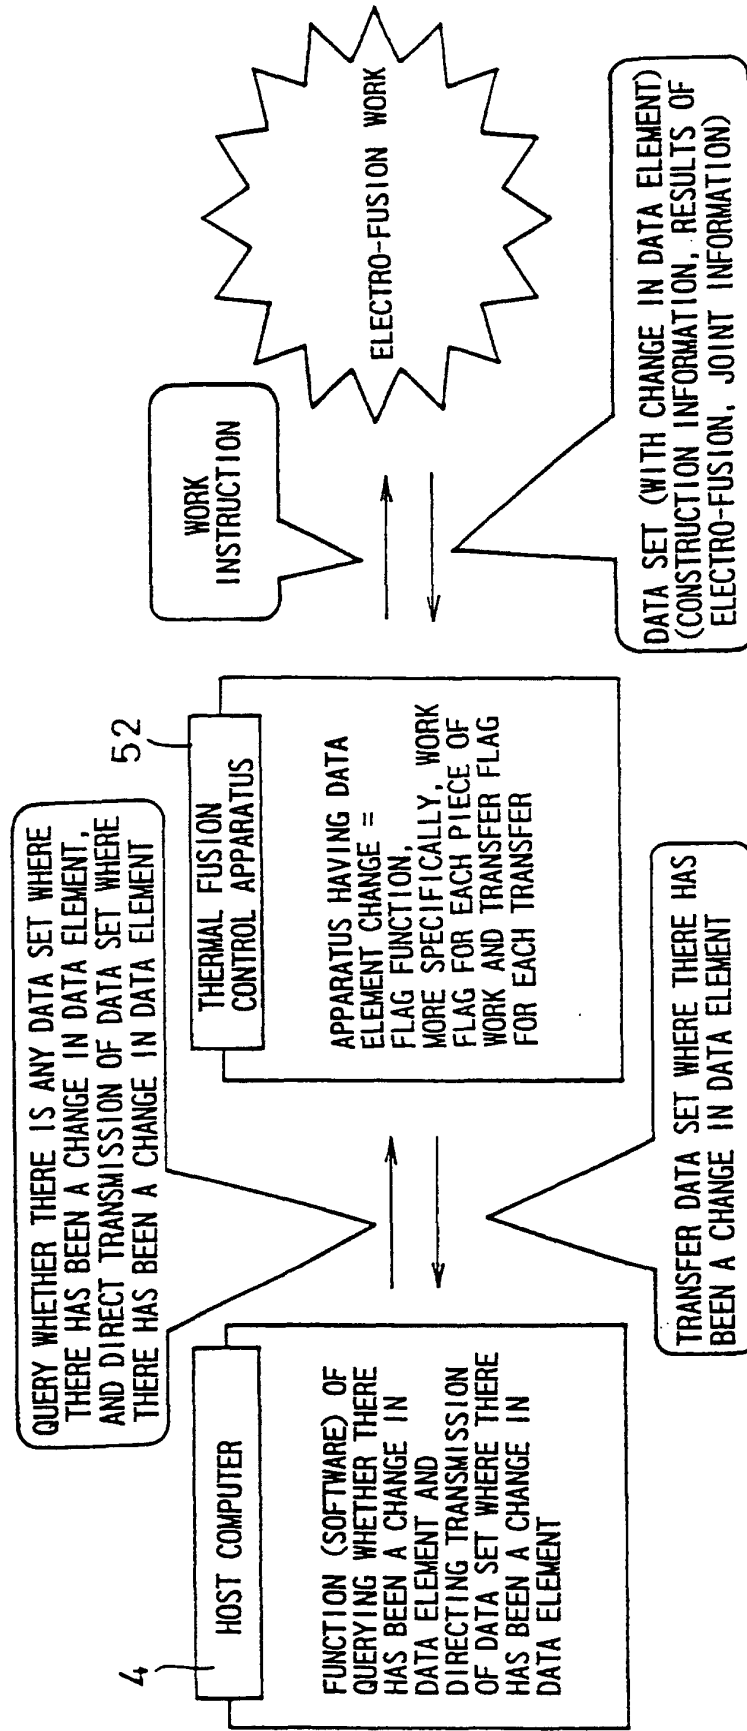 QUERY WHETHER THERE IS ANY DATA SET WHERE
THERE HAS BEEN A CHANGE IN DATA ELEMENT,
AND DIRECT TRANSMISSION OF DATA SET WHERE
THERE HAS BEEN A CHANGE IN DATA ELEMENT
4
HOST COMPUTER
FUNCTION (SOFTWARE) OF
QUERYING WHETHER THERE
HAS BEEN A CHANGE IN
DATA ELEMENT AND
DIRECTING TRANSMISSION
OF DATA SET WHERE THERE
HAS BEEN A CHANGE IN
DATA ELEMENT
TRANSFER DATA SET WHERE THERE HAS
BEEN A CHANGE IN DATA ELEMENT
52
THERMAL FUSION
CONTROL APPARATUS
APPARATUS HAVING DATA
ELEMENT CHANGE =
FLAG FUNCTION,
MORE SPECIFICALLY, WORK
FLAG FOR EACH PIECE OF
WORK AND TRANSFER FLAG
FOR EACH TRANSFER
WORK
INSTRUCTION
DATA SET (WITH CHANGE IN DATA ELEMENT)
(CONSTRUCTION INFORMATION, RESULTS OF
ELECTRO-FUSION, JOINT INFORMATION)
ELECTRO-FUSION WORK